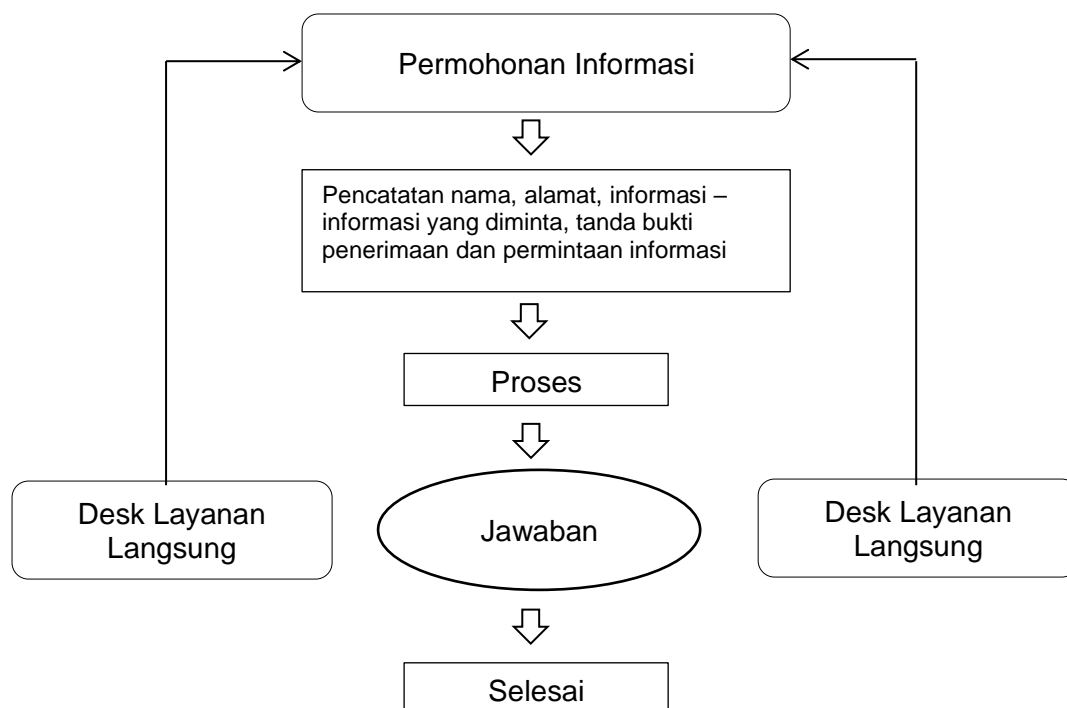 Permohonan Informasi
Pencatatan nama, alamat, informasi –
informasi yang diminta, tanda bukti
penerimaan dan permintaan informasi
Proses
Desk Layanan
Langsung
Jawaban
Desk Layanan
Langsung
Selesai